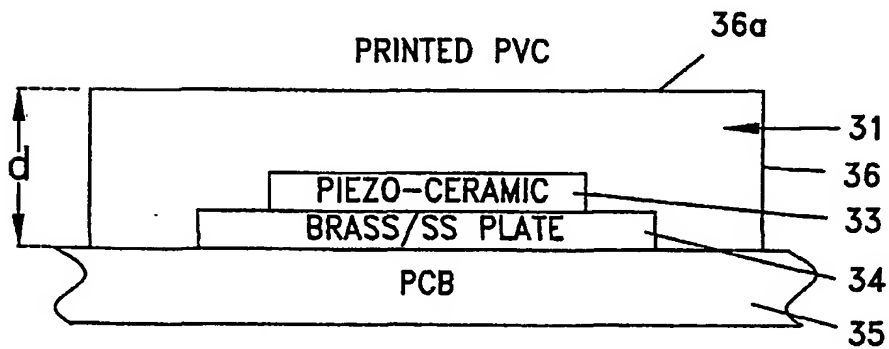 36a
PRINTED PVC
31
d
36
PIEZO-CERAMIC
33
BRASS/SS PLATE
34
PCB
35